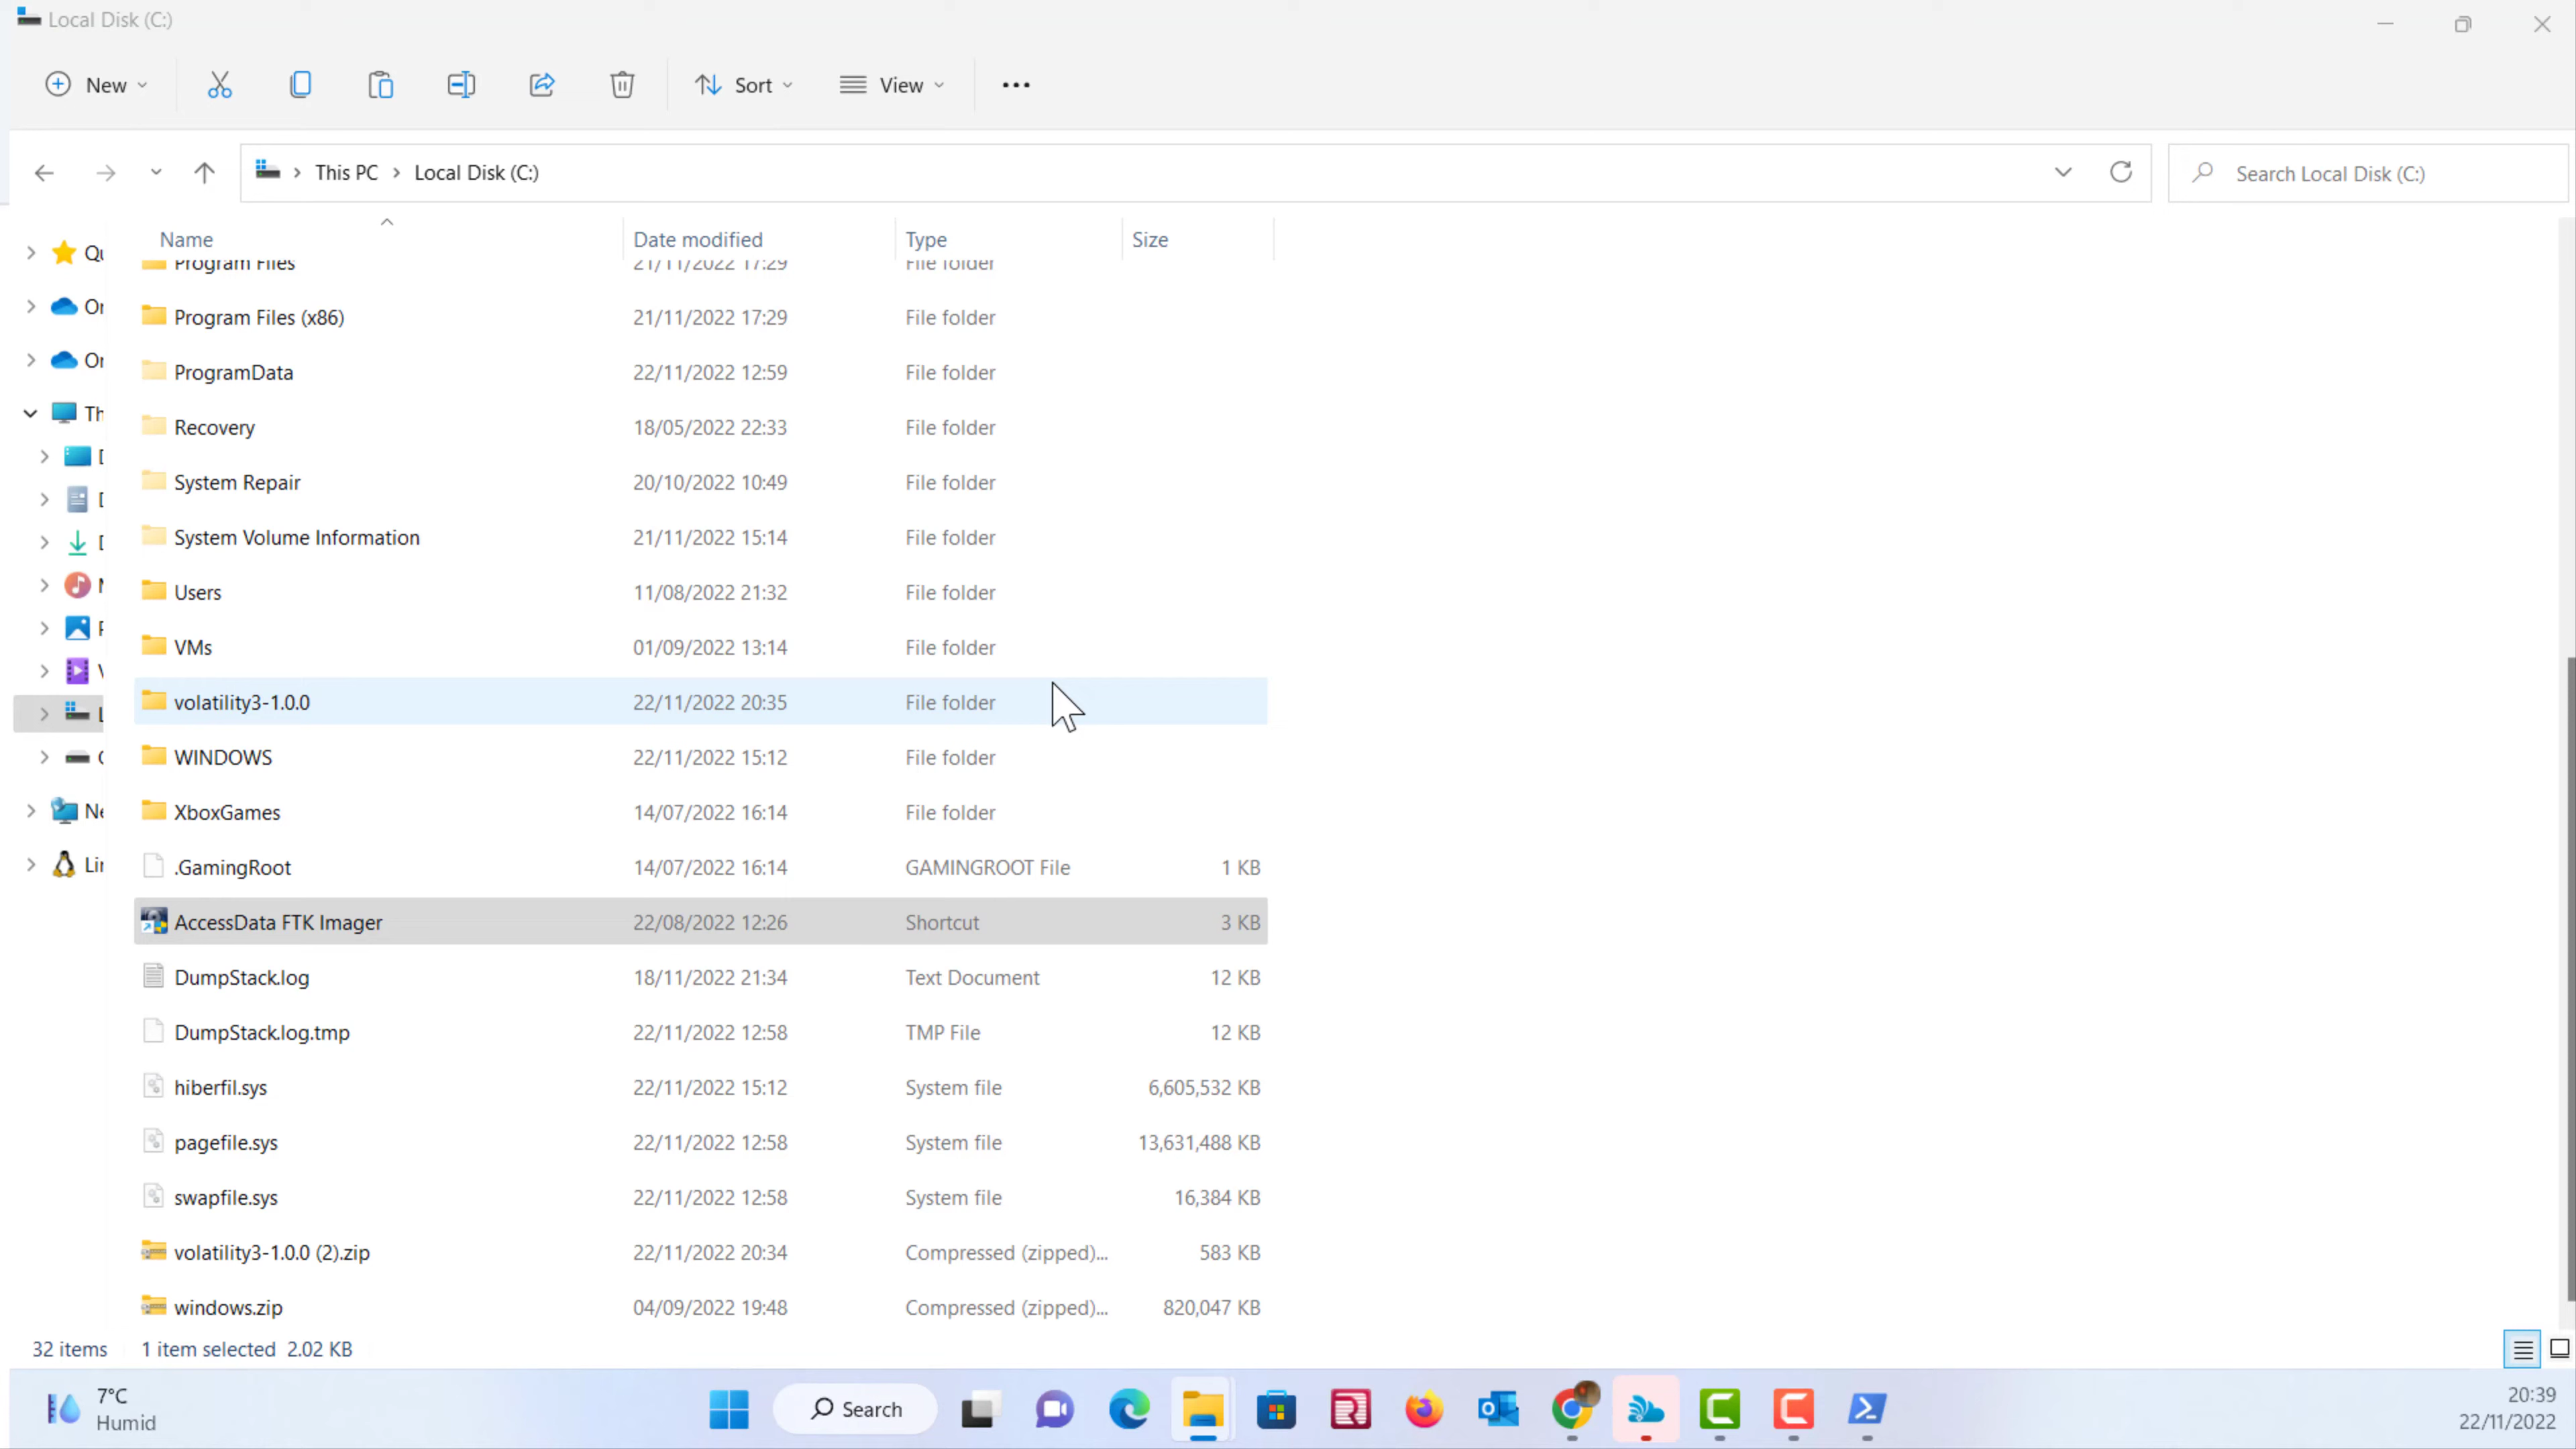 Local Disk (C:)
New
Sort
View
This PC > Local Disk (C:)
Search Local Disk (C:)
Name Date modified Type Size
Program Files 21/11/2022 17:29 File folder
Program Files (x86) 21/11/2022 17:29 File folder
ProgramData 22/11/2022 12:59 File folder
Recovery 18/05/2022 22:33 File folder
System Repair 20/10/2022 10:49 File folder
System Volume Information 21/11/2022 15:14 File folder
Users 11/08/2022 21:32 File folder
VMs 01/09/2022 13:14 File folder
volatility3-1.0.0 22/11/2022 20:35 File folder
WINDOWS 22/11/2022 15:12 File folder
XboxGames 14/07/2022 16:14 File folder
.GamingRoot 14/07/2022 16:14 GAMINGROOT File 1 KB
AccessData FTK Imager 22/08/2022 12:26 Shortcut 3 KB
DumpStack.log 18/11/2022 21:34 Text Document 12 KB
DumpStack.log.tmp 22/11/2022 12:58 TMP File 12 KB
hiberfil.sys 22/11/2022 15:12 System file 6,605,532 KB
pagefile.sys 22/11/2022 12:58 System file 13,631,488 KB
swapfile.sys 22/11/2022 12:58 System file 16,384 KB
volatility3-1.0.0 (2).zip 22/11/2022 20:34 Compressed (zipped)... 583 KB
windows.zip 04/09/2022 19:48 Compressed (zipped)... 820,047 KB
32 items 1 item selected 2.02 KB
7°C
Humid
Search
20:39
22/11/2022